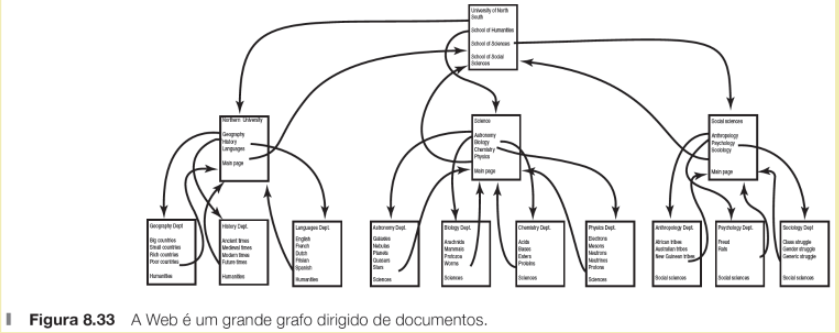 University of North
South
School of Humanities
School of Sciences
School of Social
Sciences
Northern University
Geography
History
Languages
Main page
Science
Astronomy
Biology
Chemistry
Physics
Main page
Social sciences
Anthropology
Psychology
Sociology
Main page
Geography Dept
Big countries
Small countries
Rich countries
Poor countries
Humanities
History Dept.
Ancient times
Medieval times
Modern times
Future times
Humanities
Languages Dept.
English
French
Dutch
Spanish
Humanities
Astronomy Dept.
Galaxies
Nebulas
Planets
Quasars
Stars
Sciences
Biology Dept.
Arachnids
Mammals
Protozoa
Worms
Sciences
Chemistry Dept.
Acids
Bases
Esters
Proteins
Sciences
Physics Dept.
Electrons
Mesons
Neutrons
Neutrinos
Protons
Sciences
Anthropology Dept.
African tribes
Australian tribes
New Guinean tribes
Social sciences
Psychology Dept.
Freud
Rats
Social sciences
Sociology Dept.
Class struggle
Gender struggle
Generic struggle
Social sciences
Figura 8.33 A Web é um grande grafo dirigido de documentos.